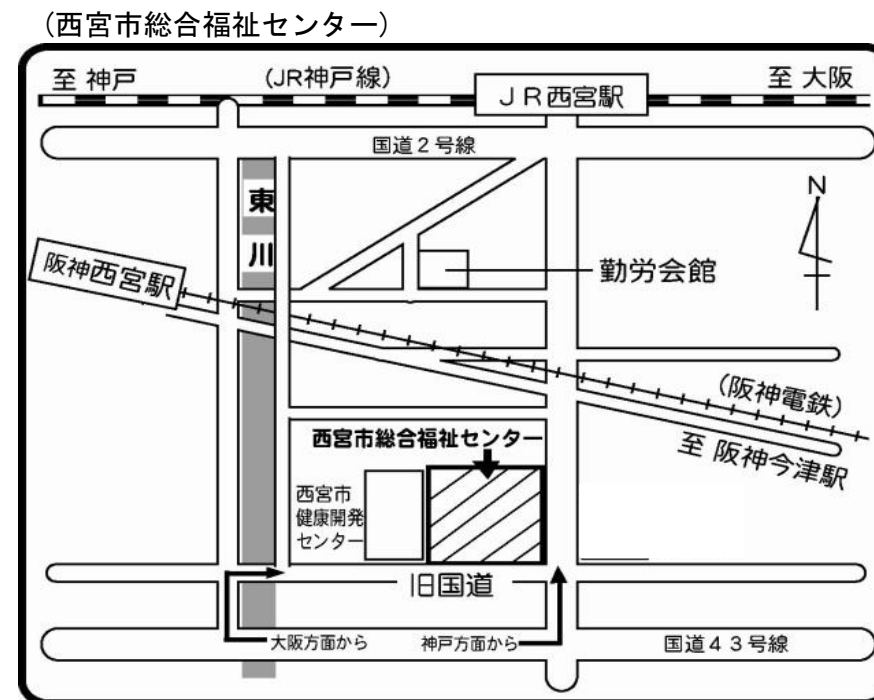 (西宮市総合福祉センター)
至 神戸
(JR神戸線)
JR西宮駅
至 大阪
国道2号線
東川
N
阪神西宮駅
勤労会館
(阪神電鉄)
至 阪神今津駅
西宮市総合福祉センター
西宮市
健康開発
センター
旧国道
大阪方面から
神戸方面から
国道43号線